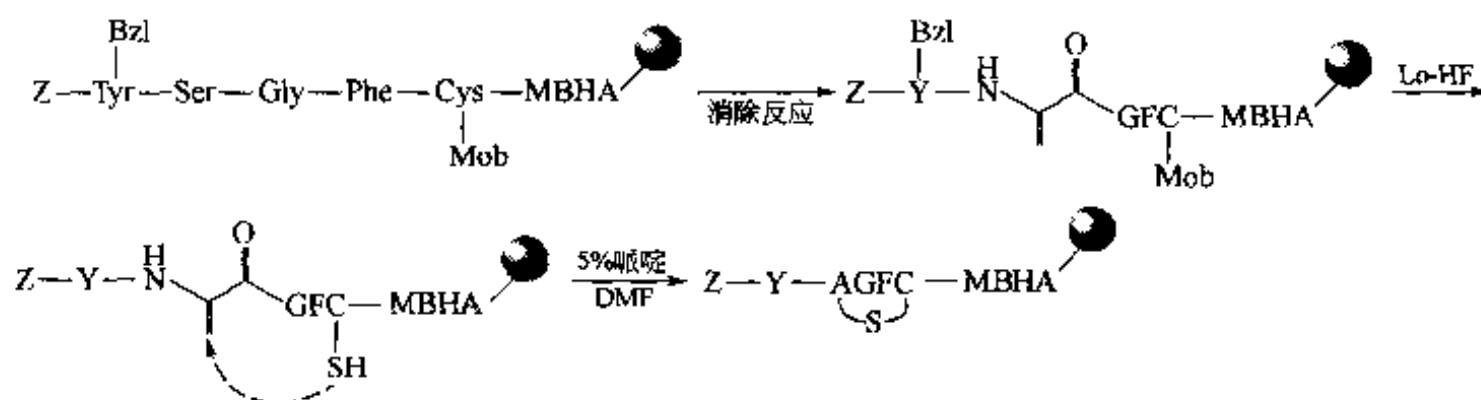 Bzl
Z—Tyr—Ser—Gly—Phe—Cys—MBHA
Mob
消除反应
Bzl
Z—Y—N
H
O
GFC—MBHA
Mob
Lo-HF
Z—Y—N
H
O
GFC—MBHA
SH
5%哌啶
DMF
Z—Y—AGFC—MBHA
S